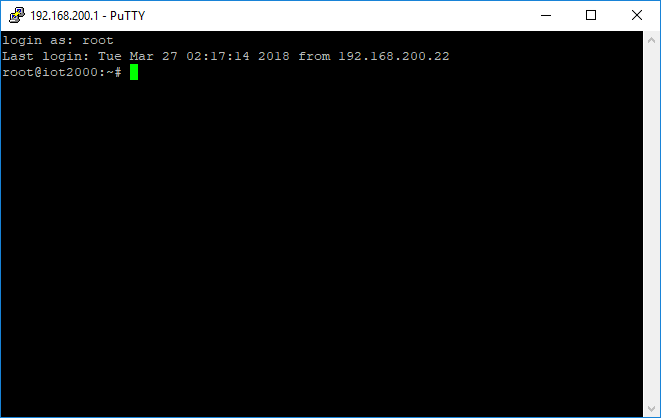 192.168.200.1 - PuTTY
login as: root
Last login: Tue Mar 27 02:17:14 2018 from 192.168.200.22
root@iot2000:~#